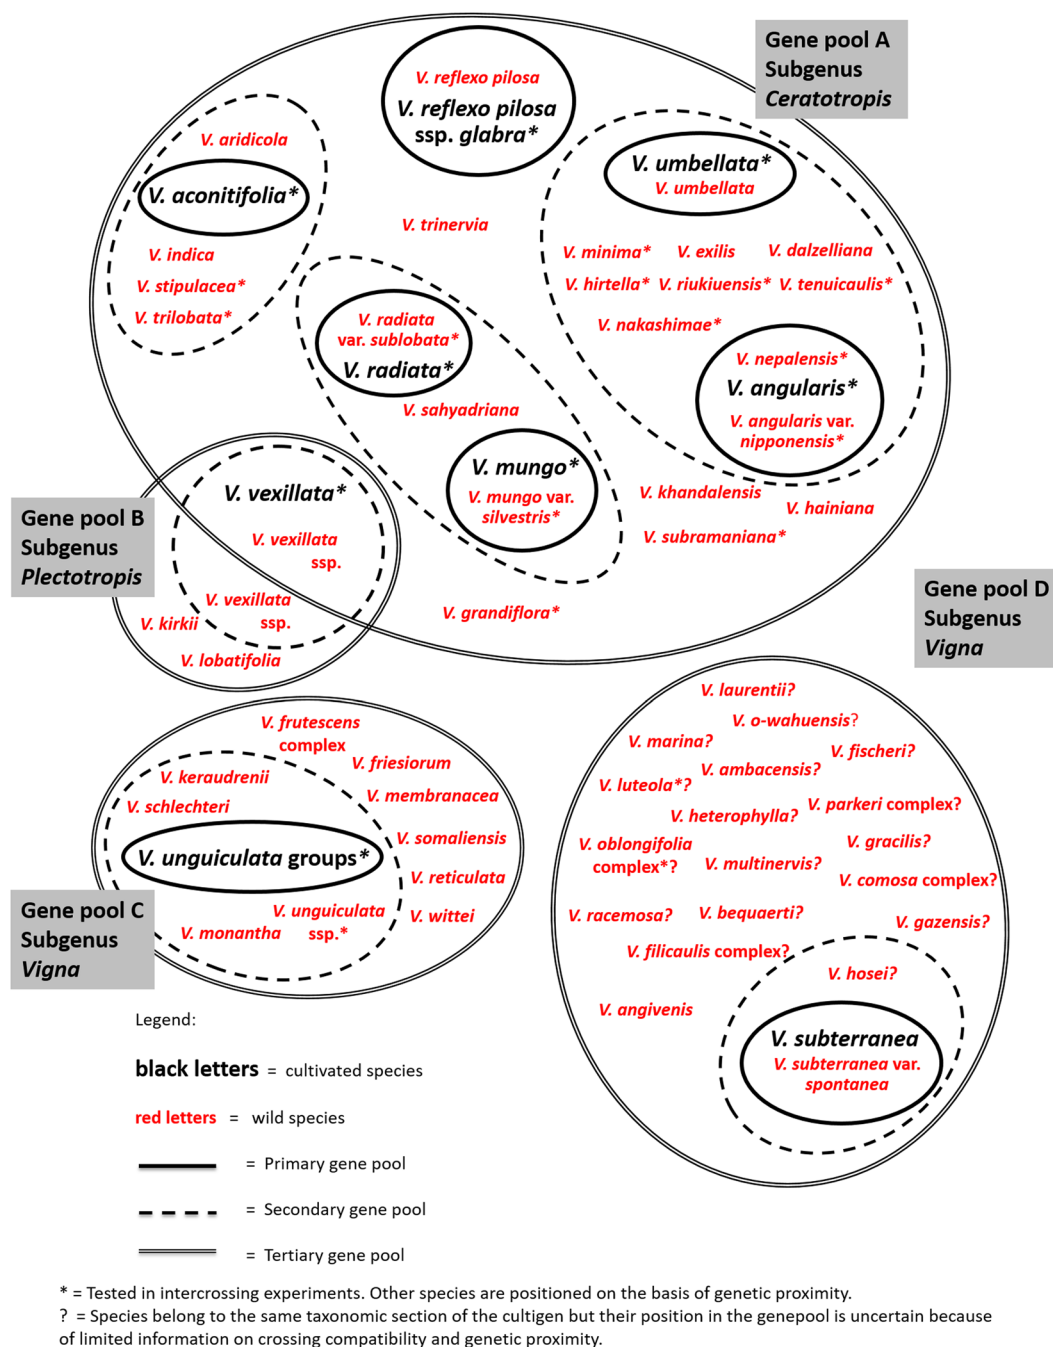 Gene pool A
Subgenus
Ceratotropis
V. reflexo pilosa
V. reflexo pilosa
ssp. glabra*
V. aridicola
V. aconitifolia*
V. indica
V. stipulacea*
V. trilobata*
V. umbellata*
V. umbellata
V. trinervia
V. minima*
V. exilis
V. dalzelliana
V. hirtella*
V. riukiuensis*
V. tenuicaulis*
V. nakashimae*
V. radiata
var. sublobata*
V. radiata*
V. sahyadriana
V. mungo*
V. mungo var.
silvestris*
V. nepalensis*
V. angularis*
V. angularis var.
nipponensis*
V. khandalensis
V. hainiana
V. subramaniana*
V. grandiflora*
Gene pool B
Subgenus
Plectotropis
V. vexillata*
V. vexillata
ssp.
V. vexillata
ssp.
V. kirkii
V. lobatifolia
Gene pool D
Subgenus
Vigna
V. laurentii?
V. o-wahuensis?
V. marina?
V. fischeri?
V. ambacensis?
V. luteola*?
V. parkeri complex?
V. heterophylla?
V. oblongifolia
complex*?
V. gracilis?
V. multinervis?
V. comosa complex?
V. racemosa?
V. bequaerti?
V. gazensis?
V. filicaulis complex?
V. hosei?
V. angivenis
V. subterranea
V. subterranea var.
spontanea
V. frutescens
complex
V. friesiorum
V. keraudrenii
V. membranacea
V. schlechteri
V. somaliensis
V. unguiculata groups*
V. reticulata
Gene pool C
Subgenus
Vigna
V. unguiculata
ssp.*
V. monantha
V. wittei
Legend:
black letters = cultivated species
red letters = wild species
= Primary gene pool
= Secondary gene pool
= Tertiary gene pool
* = Tested in intercrossing experiments. Other species are positioned on the basis of genetic proximity.
? = Species belong to the same taxonomic section of the cultigen but their position in the genepool is uncertain because
of limited information on crossing compatibility and genetic proximity.